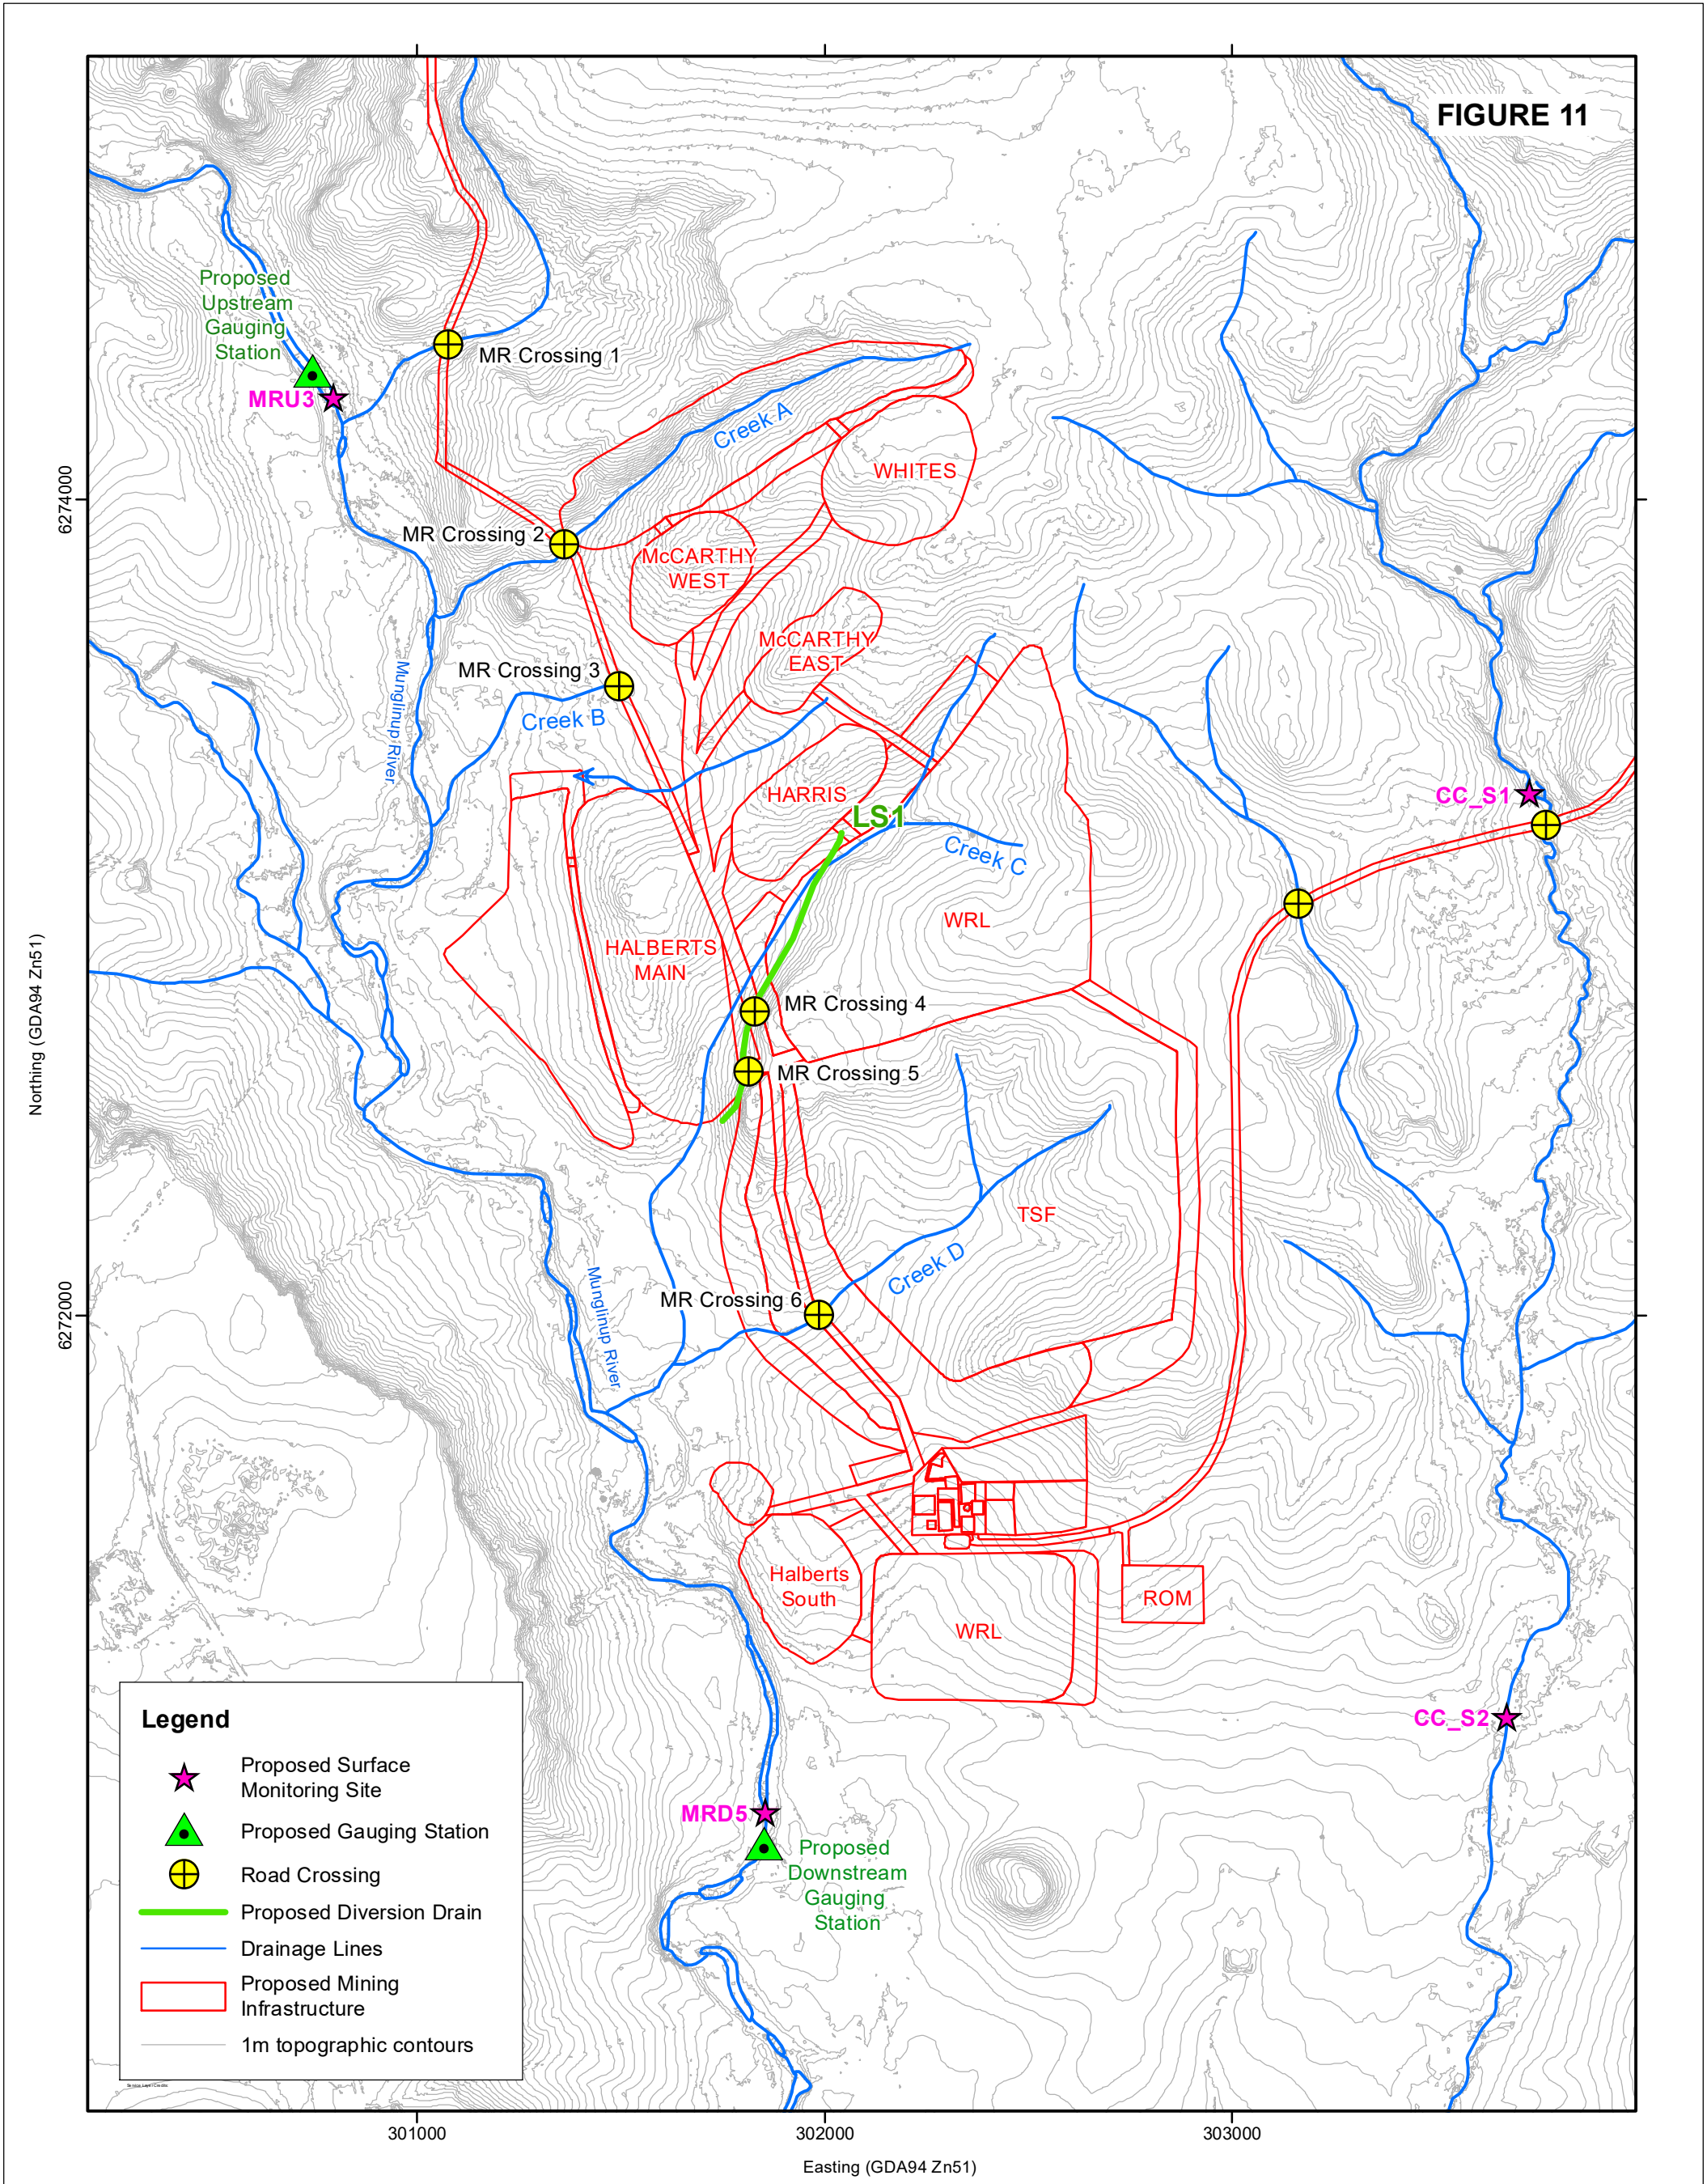 FIGURE 11
Proposed
Upstream
Gauging
Station
MR Crossing 1
MRU3
Creek A
WHITES
6274000
MR Crossing 2
McCARTHY
WEST
McCARTHY
EAST
MR Crossing 3
Munglinup River
Creek B
CC_S1
HARRIS
LS1
Creek C
WRL
HALBERTS
MAIN
MR Crossing 4
Northing (GDA94 Zn51)
MR Crossing 5
TSF
Creek D
MR Crossing 6
6272000
Munglinup River
Halberts
South
ROM
WRL
CC_S2
MRD5
Proposed
Downstream
Gauging
Station
Legend
Proposed Surface
Monitoring Site
Proposed Gauging Station
Road Crossing
Proposed Diversion Drain
Drainage Lines
Proposed Mining
Infrastructure
1m topographic contours
301000
302000
303000
Easting (GDA94 Zn51)